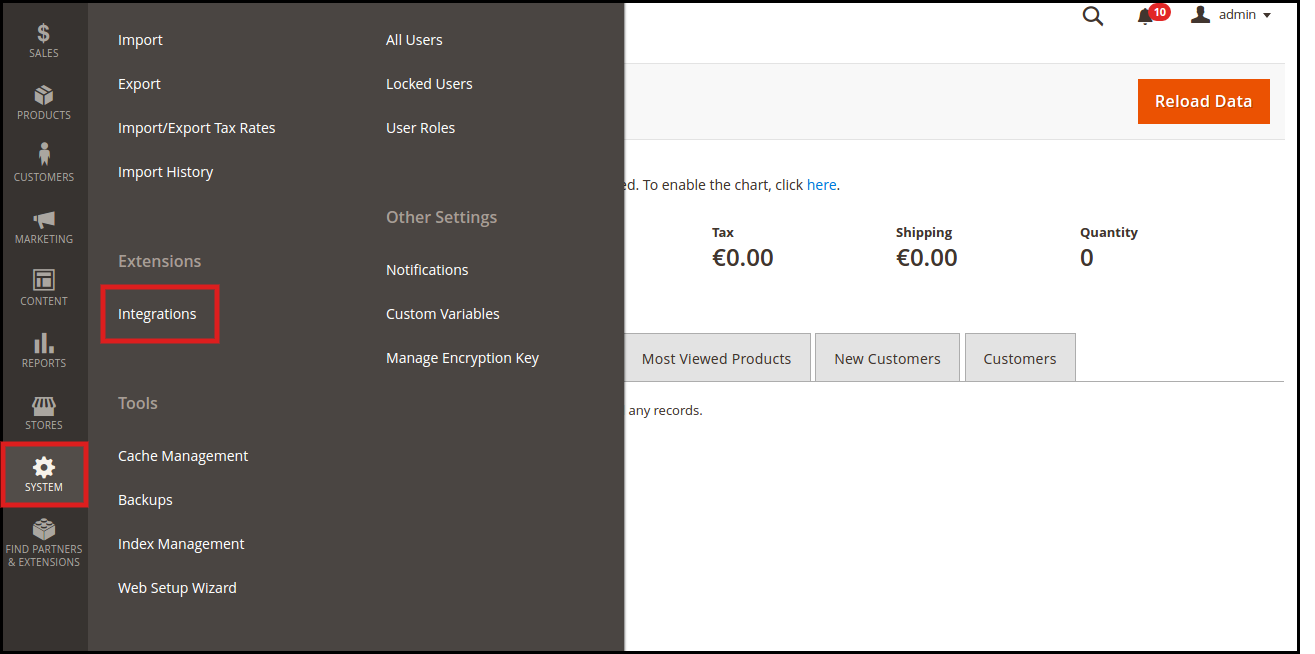 SALES
PRODUCTS
CUSTOMERS
MARKETING
CONTENT
REPORTS
STORES
SYSTEM
FIND PARTNERS
& EXTENSIONS
Import
Export
Import/Export Tax Rates
Import History
Extensions
Integrations
Tools
Cache Management
Backups
Index Management
Web Setup Wizard
All Users
Locked Users
User Roles
Other Settings
Notifications
Custom Variables
Manage Encryption Key
10
admin
Reload Data
ed. To enable the chart, click here.
Tax
€0.00
Shipping
€0.00
Quantity
0
Most Viewed Products
New Customers
Customers
any records.